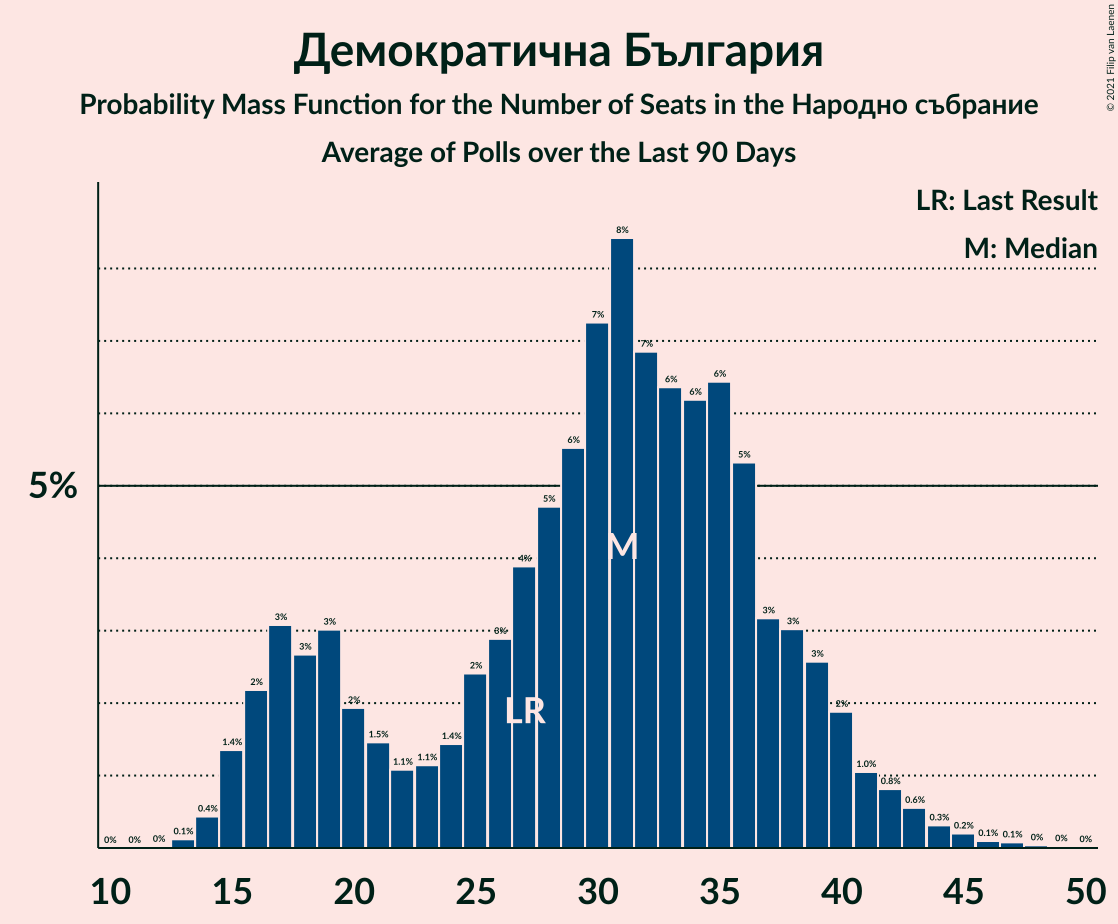 Демократична България
Probability Mass Function for the Number of Seats in the Народно събрание
Average of Polls over the Last 90 Days
© 2021 Filip van Laenen
LR: Last Result
M: Median
5%
0% 0% 0% 0.1% 0.4% 1.4% 2% 3% 3% 3% 2% 1.5% 1.1% 1.1% 1.4% 2% 3% 4% 5% 6% 7% 8% 7% 6% 6% 6% 5% 3% 3% 3% 2% 1.0% 0.8% 0.6% 0.3% 0.2% 0.1% 0.1% 0% 0% 0%
M
LR
10 15 20 25 30 35 40 45 50